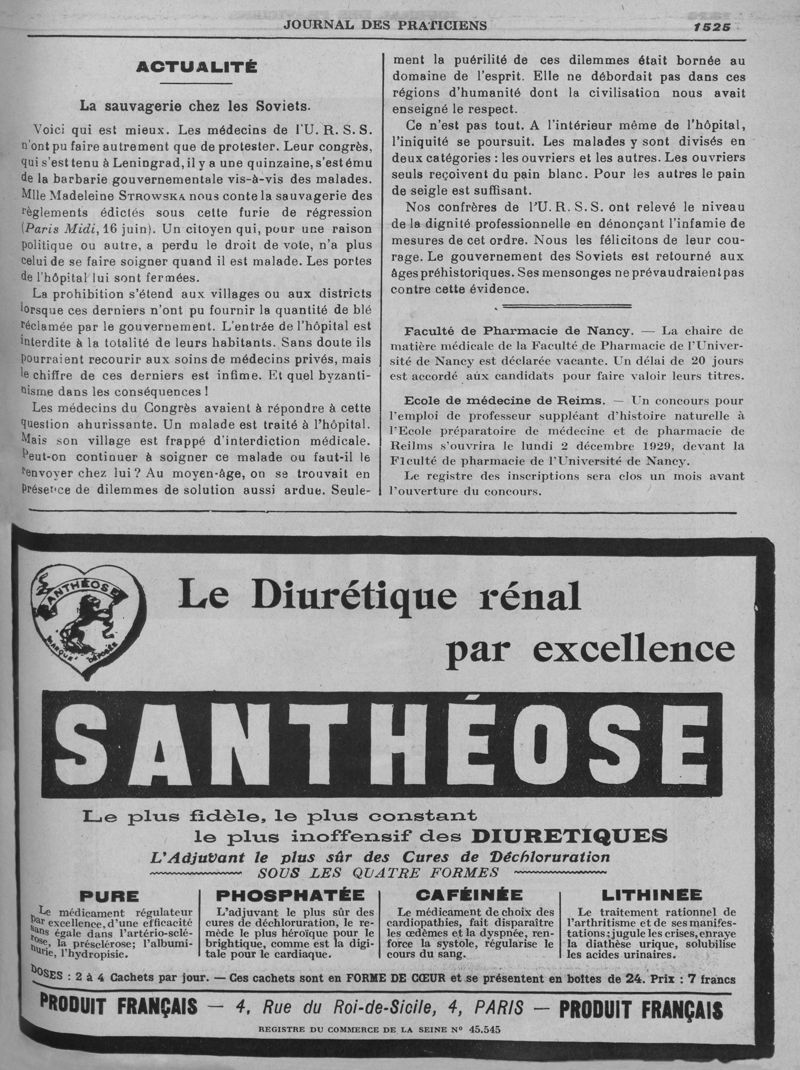 JOURNAL DES PRATICIENS
1525
ACTUALITÉ
La sauvagerie chez les Soviets.
Voici qui est mieux. Les médecins de l'U. R. S. S.
n'ont pu faire autrement que de protester. Leur congrès,
qui s'est tenu à Leningrad, il y a une quinzaine, s'est ému
de la barbarie gouvernementale vis-à-vis des malades.
Mlle Madeleine STROWSKA nous conte la sauvagerie des
règlements édictés sous cette furie de régression
(Paris Midi, 16 juin). Un citoyen qui, pour une raison
politique ou autre, a perdu le droit de vote, n'a plus
celui de se faire soigner quand il est malade. Les portes
de l'hôpital lui sont fermées.
La prohibition s'étend aux villages ou aux districts
lorsque ces derniers n'ont pu fournir la quantité de blé
réclamée par le gouvernement. L'entrée de l'hôpital est
interdite à la totalité de leurs habitants. Sans doute ils
pourraient recourir aux soins de médecins privés, mais
le chiffre de ces derniers est infime. Et quel byzanti-
nisme dans les conséquences !
Les médecins du Congrès avaient à répondre à cette
question ahurissante. Un malade est traité à l'hôpital.
Mais son village est frappé d'interdiction médicale.
Peut-on continuer à soigner ce malade ou faut-il le
renvoyer chez lui ? Au moyen-âge, on se trouvait en
présence de dilemmes de solution aussi ardue. Seule-
ment la puérilité de ces dilemmes était bornée au
domaine de l'esprit. Elle ne débordait pas dans ces
régions d'humanité dont la civilisation nous avait
enseigné le respect.
Ce n'est pas tout. A l'intérieur même de l'hôpital,
l'iniquité se poursuit. Les malades y sont divisés en
deux catégories : les ouvriers et les autres. Les ouvriers
seuls reçoivent du pain blanc. Pour les autres le pain
de seigle est suffisant.
Nos confrères de l'U. R. S. S. ont relevé le niveau
de la dignité professionnelle en dénonçant l'infamie de
mesures de cet ordre. Nous les félicitons de leur cou-
rage. Le gouvernement des Soviets est retourné aux
âges préhistoriques. Ses mensonges ne prévaudraient pas
contre cette évidence.
Faculté de Pharmacie de Nancy. — La chaire de
matière médicale de la Faculté de Pharmacie de l'Univer-
sité de Nancy est déclarée vacante. Un délai de 20 jours
est accordé aux candidats pour faire valoir leurs titres.
Ecole de médecine de Reims. — Un concours pour
l'emploi de professeur suppléant d'histoire naturelle à
l'Ecole préparatoire de médecine et de pharmacie de
Reilms s'ouvrira le lundi 2 décembre 1929, devant la
F1culté de pharmacie de l'Université de Nancy.
Le registre des inscriptions sera clos un mois avant
l'ouverture du concours.
SANTHÉOSE
MARQUE DÉPOSÉE
Le Diurétique rénal
par excellence
SANTHÉOSE
Le plus fidèle, le plus constant
le plus inoffensif des DIURETIQUES
L'Adjuvant le plus sûr des Cures de Déchloruration
SOUS LES QUATRE FORMES
PURE
Le médicament régulateur
par excellence, d'une efficacité
sans égale dans l'artério-sclé-
rose, la présclérose; l'albumi-
nurie, l'hydropisie.
PHOSPHATÉE
L'adjuvant le plus sûr des
cures de déchloruration, le re-
mède le plus héroïque pour le
brightique, comme est la digi-
tale pour le cardiaque.
CAFÉINÉE
Le médicament de choix des
cardiopathies, fait disparaître
les œdèmes et la dyspnée, ren-
force la systole, régularise le
cours du sang.
LITHINEE
Le traitement rationnel de
l'arthritisme et de ses manifes-
tations; jugule les crises, enraye
la diathèse urique, solubilise
les acides urinaires.
DOSES : 2 à 4 Cachets par jour. — Ces cachets sont en FORME DE CŒUR et se présentent en boîtes de 24. Prix : 7 francs
PRODUIT FRANÇAIS — 4, Rue du Roi-de-Sicile, 4, PARIS — PRODUIT FRANÇAIS
REGISTRE DU COMMERCE DE LA SEINE N° 45.545